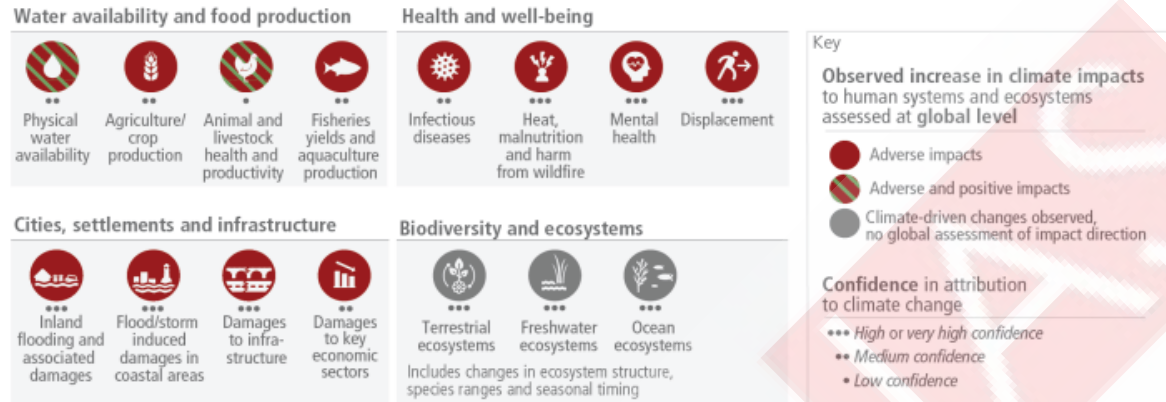 Water availability and food production
Physical
water
availability
Agriculture/
crop
production
Animal and
livestock
health and
productivity
Fisheries
yields and
aquaculture
production
Health and well-being
Infectious
diseases
Heat,
malnutrition
and harm
from wildfire
Mental
health
Displacement
Cities, settlements and infrastructure
Inland
flooding and
associated
damages
Flood/storm
induced
damages in
coastal areas
Damages
to infra-
structure
Damages
to key
economic
sectors
Biodiversity and ecosystems
Terrestrial
ecosystems
Freshwater
ecosystems
Ocean
ecosystems
Includes changes in ecosystem structure,
species ranges and seasonal timing
Key
Observed increase in climate impacts
to human systems and ecosystems
assessed at global level
Adverse impacts
Adverse and positive impacts
Climate-driven changes observed,
no global assessment of impact direction
Confidence in attribution
to climate change
••• High or very high confidence
•• Medium confidence
• Low confidence